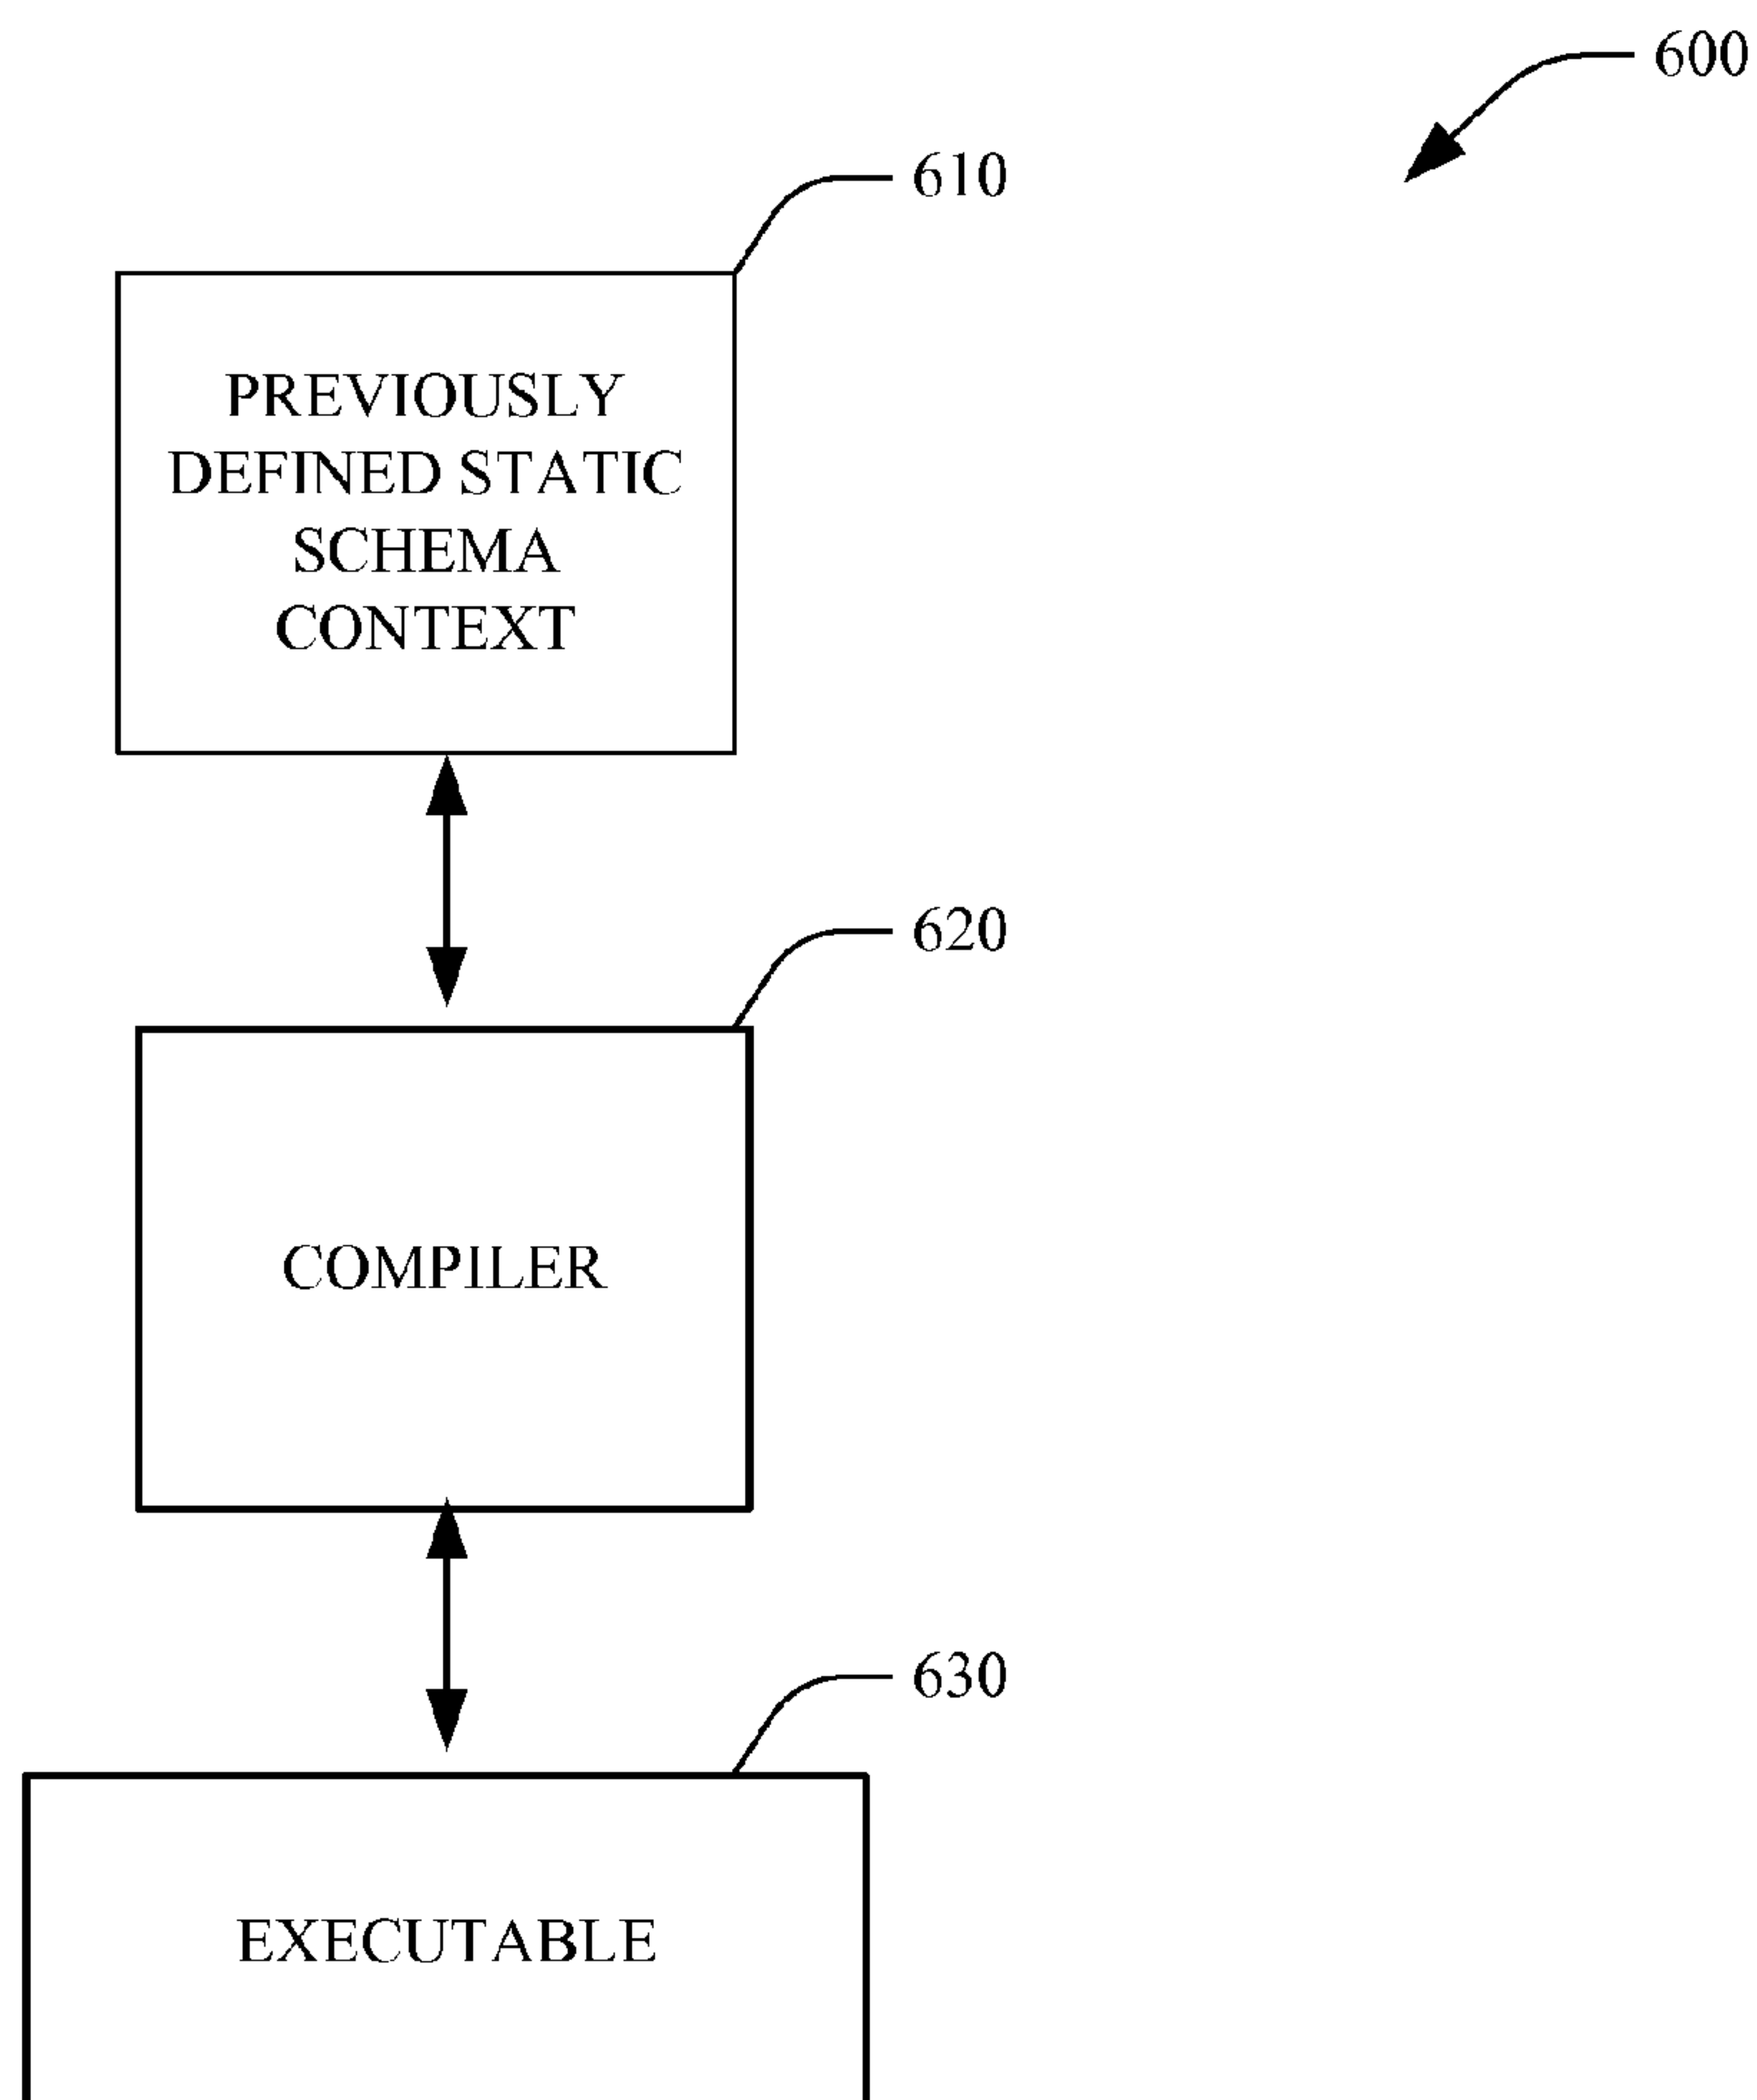 600
610
PREVIOUSLY
DEFINED STATIC
SCHEMA
CONTEXT
620
COMPILER
630
EXECUTABLE